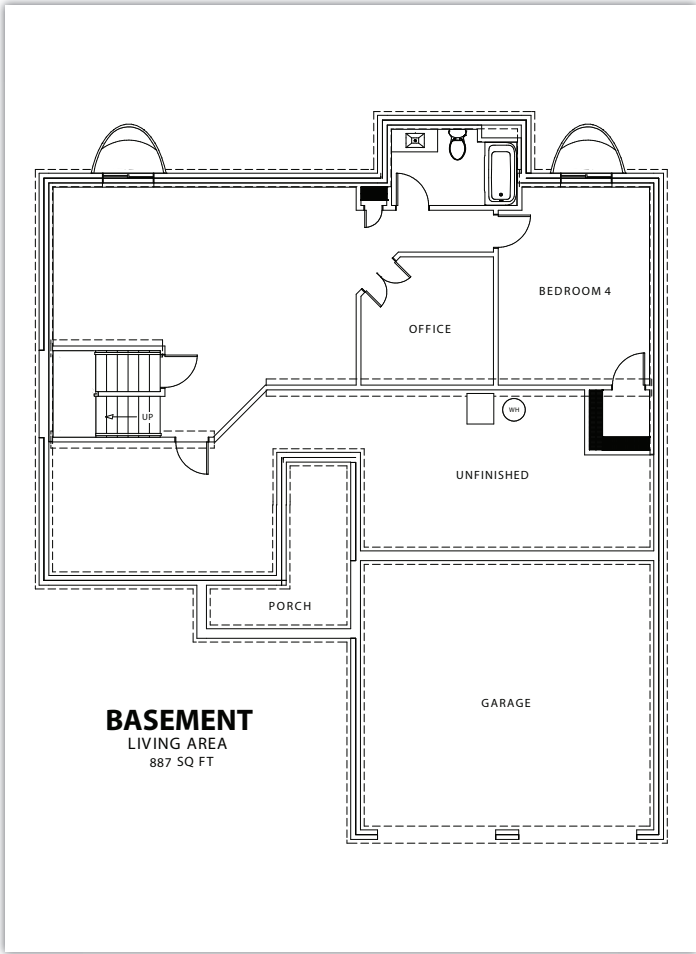 BEDROOM 4
OFFICE
WH
UP
UNFINISHED
PORCH
GARAGE
BASEMENT
LIVING AREA
887 SQ FT